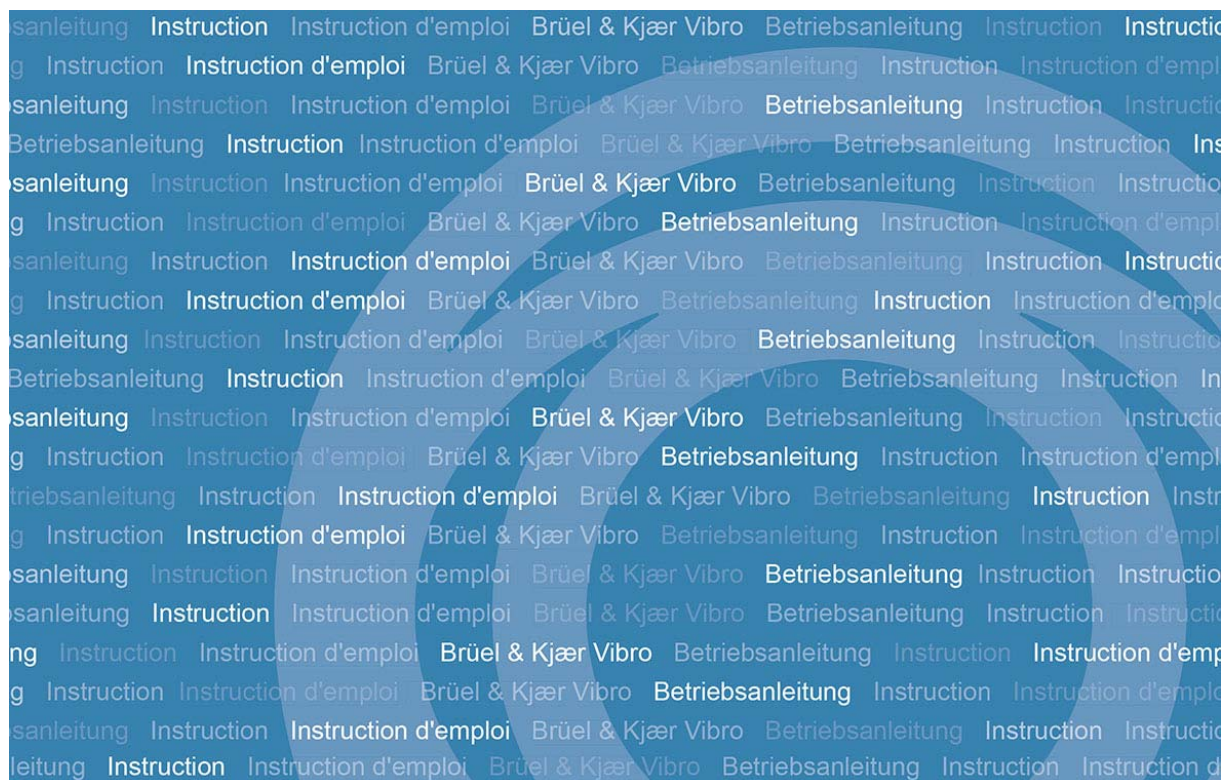 sanleitung Instruction Instruction d'emploi Brüel & Kjær Vibro Betriebsanleitung Instruction Instructio
g Instruction Instruction d'emploi Brüel & Kjær Vibro Betriebsanleitung Instruction Instruction d'empl
sanleitung Instruction Instruction d'emploi Brüel & Kjær Vibro Betriebsanleitung Instruction Instructio
Betriebsanleitung Instruction Instruction d'emploi Brüel & Kjær Vibro Betriebsanleitung Instruction Ins
sanleitung Instruction Instruction d'emploi Brüel & Kjær Vibro Betriebsanleitung Instruction Instructio
g Instruction Instruction d'emploi Brüel & Kjær Vibro Betriebsanleitung Instruction Instruction d'empl
sanleitung Instruction Instruction d'emploi Brüel & Kjær Vibro Betriebsanleitung Instruction Instructio
g Instruction Instruction d'emploi Brüel & Kjær Vibro Betriebsanleitung Instruction Instruction d'emplo
sanleitung Instruction Instruction d'emploi Brüel & Kjær Vibro Betriebsanleitung Instruction Instructio
Betriebsanleitung Instruction Instruction d'emploi Brüel & Kjær Vibro Betriebsanleitung Instruction In
sanleitung Instruction Instruction d'emploi Brüel & Kjær Vibro Betriebsanleitung Instruction Instructio
g Instruction Instruction d'emploi Brüel & Kjær Vibro Betriebsanleitung Instruction Instruction d'empl
triebsanleitung Instruction Instruction d'emploi Brüel & Kjær Vibro Betriebsanleitung Instruction Instr
g Instruction Instruction d'emploi Brüel & Kjær Vibro Betriebsanleitung Instruction Instruction d'empl
sanleitung Instruction Instruction d'emploi Brüel & Kjær Vibro Betriebsanleitung Instruction Instructio
sanleitung Instruction Instruction d'emploi Brüel & Kjær Vibro Betriebsanleitung Instruction Instructio
ng Instruction Instruction d'emploi Brüel & Kjær Vibro Betriebsanleitung Instruction Instruction d'emp
g Instruction Instruction d'emploi Brüel & Kjær Vibro Betriebsanleitung Instruction Instruction d'emplo
sanleitung Instruction Instruction d'emploi Brüel & Kjær Vibro Betriebsanleitung Instruction Instructio
leitung Instruction Instruction d'emploi Brüel & Kjær Vibro Betriebsanleitung Instruction Instruction d